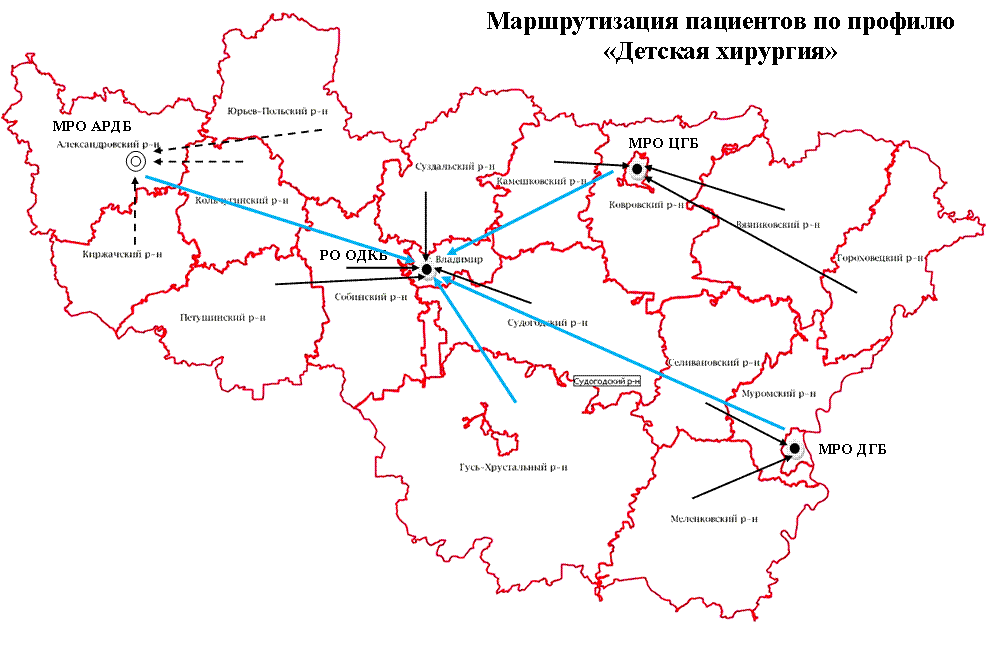 Маршрутизация пациентов по профилю
«Детская хирургия»
Юрьев-Польский р-н
МРО АРДБ
Александровский р-н
МРО ЦГБ
Суздальский р-н
Камешковский р-н
Кольчугинский р-н
Ковровский р-н
Вязниковский р-н
Киржачский р-н
РО ОДКБ
Владимир
Гороховецкий р-н
Собинский р-н
Петушинский р-н
Судогодский р-н
Селивановский р-н
Судогодский р-н
Муромский р-н
МРО ДГБ
Гусь-Хрустальный р-н
Меленковский р-н